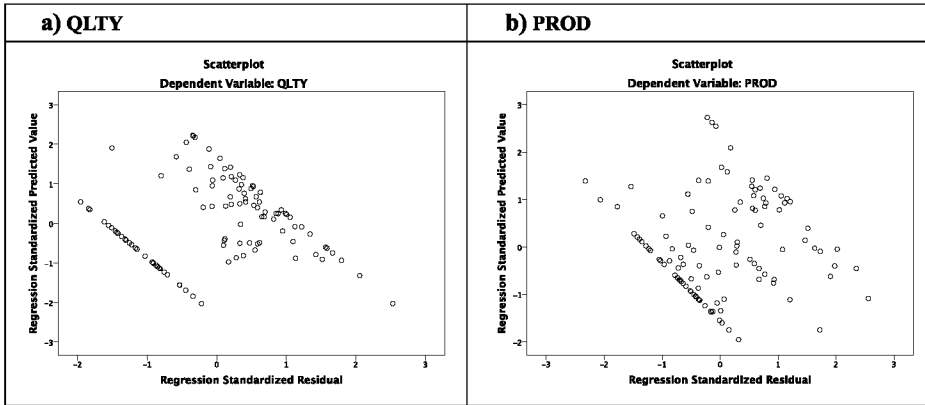 a) QLTY
b) PROD
Scatterplot
Dependent Variable: QLTY
Regression Standardized Predicted Value
3
2
1
0
-1
-2
-3
-2
-1
0
1
2
3
Regression Standardized Residual
Scatterplot
Dependent Variable: PROD
Regression Standardized Predicted Value
3
2
1
0
-1
-2
-3
-2
-1
0
1
2
3
Regression Standardized Residual